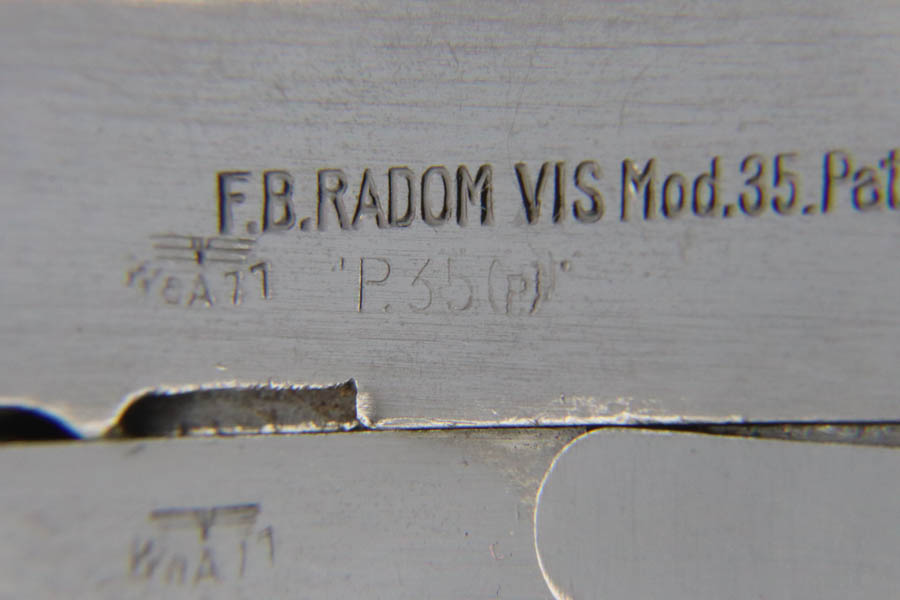 F.B.RADOM VIS Mod.35.Pat
WaA77
"P.35(p)"
WaA77